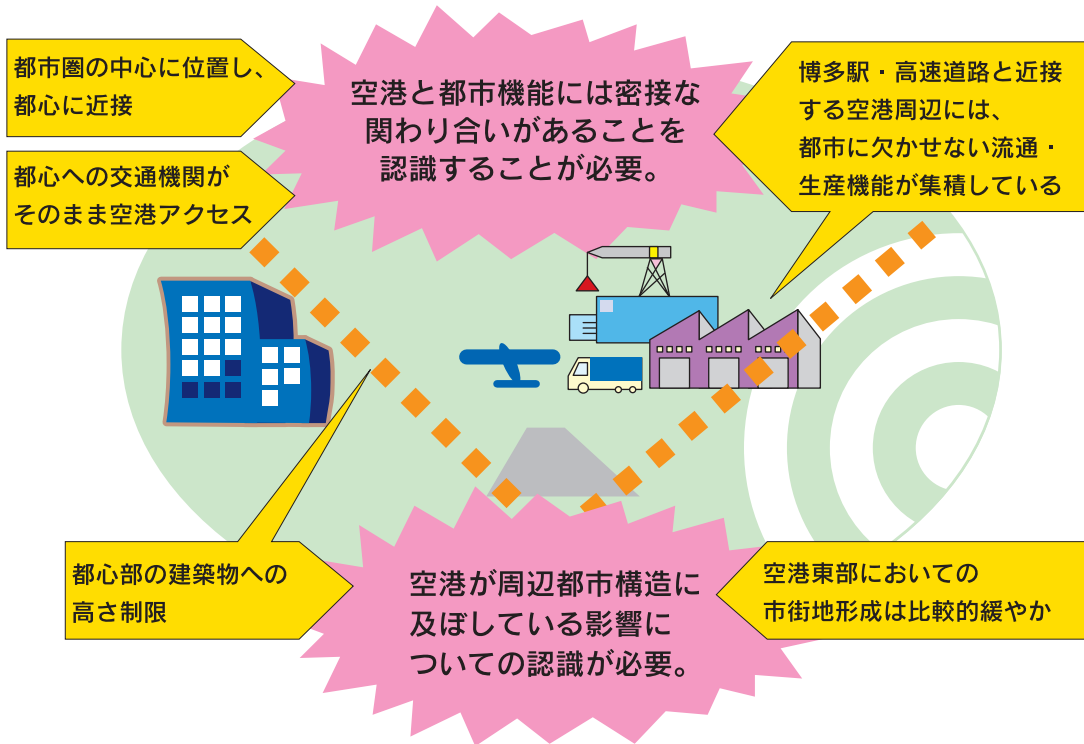 都市圏の中心に位置し、
都心に近接
都心への交通機関が
そのまま空港アクセス
空港と都市機能には密接な
関わり合いがあることを
認識することが必要。
博多駅・高速道路と近接
する空港周辺には、
都市に欠かせない流通・
生産機能が集積している
都心部の建築物への
高さ制限
空港が周辺都市構造に
及ぼしている影響に
ついての認識が必要。
空港東部においての
市街地形成は比較的緩やか